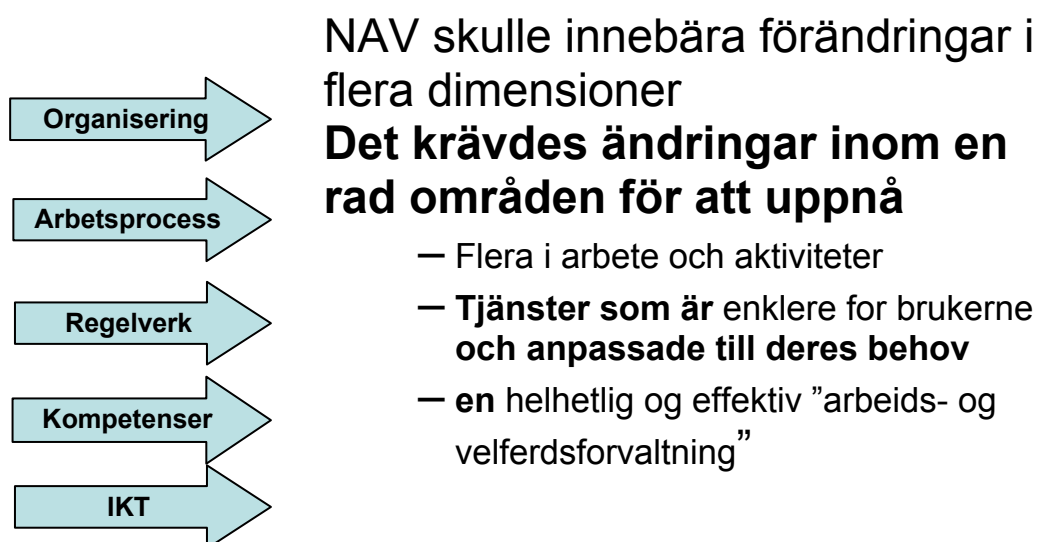 NAV skulle innebära förändringar i
flera dimensioner
Det krävdes ändringar inom en
rad områden för att uppnå
– Flera i arbete och aktiviteter
– Tjänster som är enklere for brukerne
och anpassade till deres behov
– en helhetlig og effektiv ”arbeids- og
velferdsforvaltning”
Organisering
Arbetsprocess
Regelverk
Kompetenser
IKT